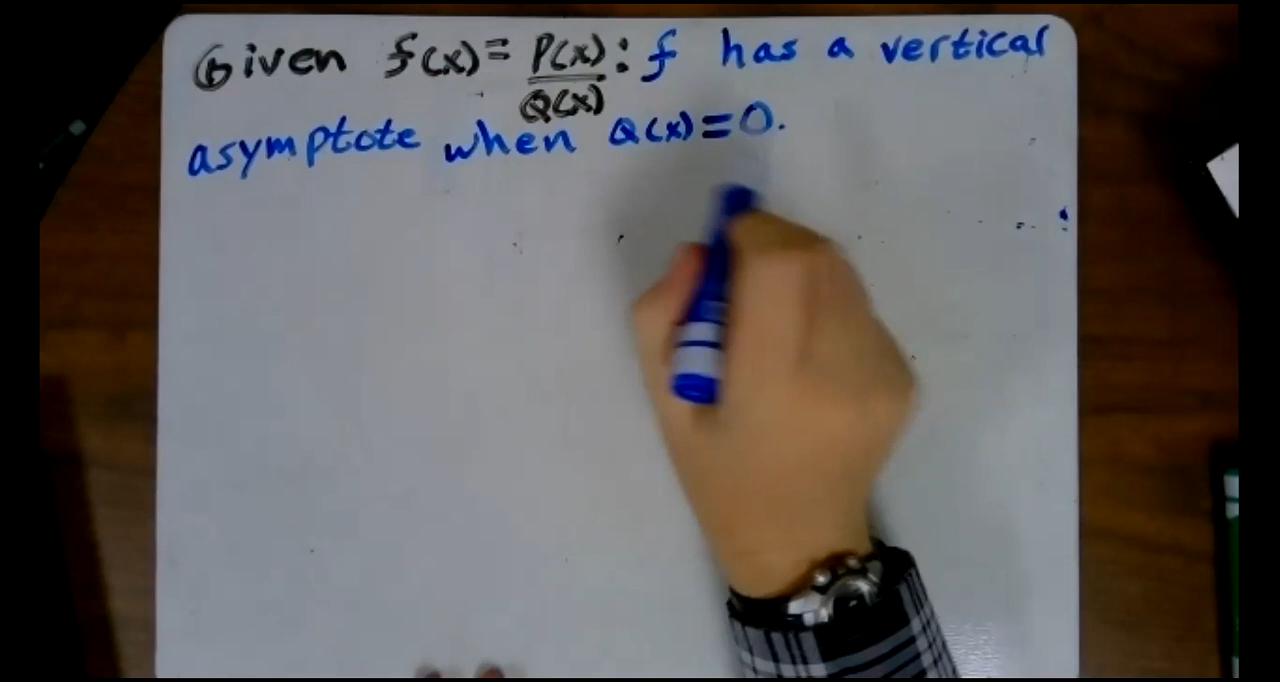 Given f(x) = P(x)/Q(x) : f has a vertical
asymptote when Q(x) = 0.